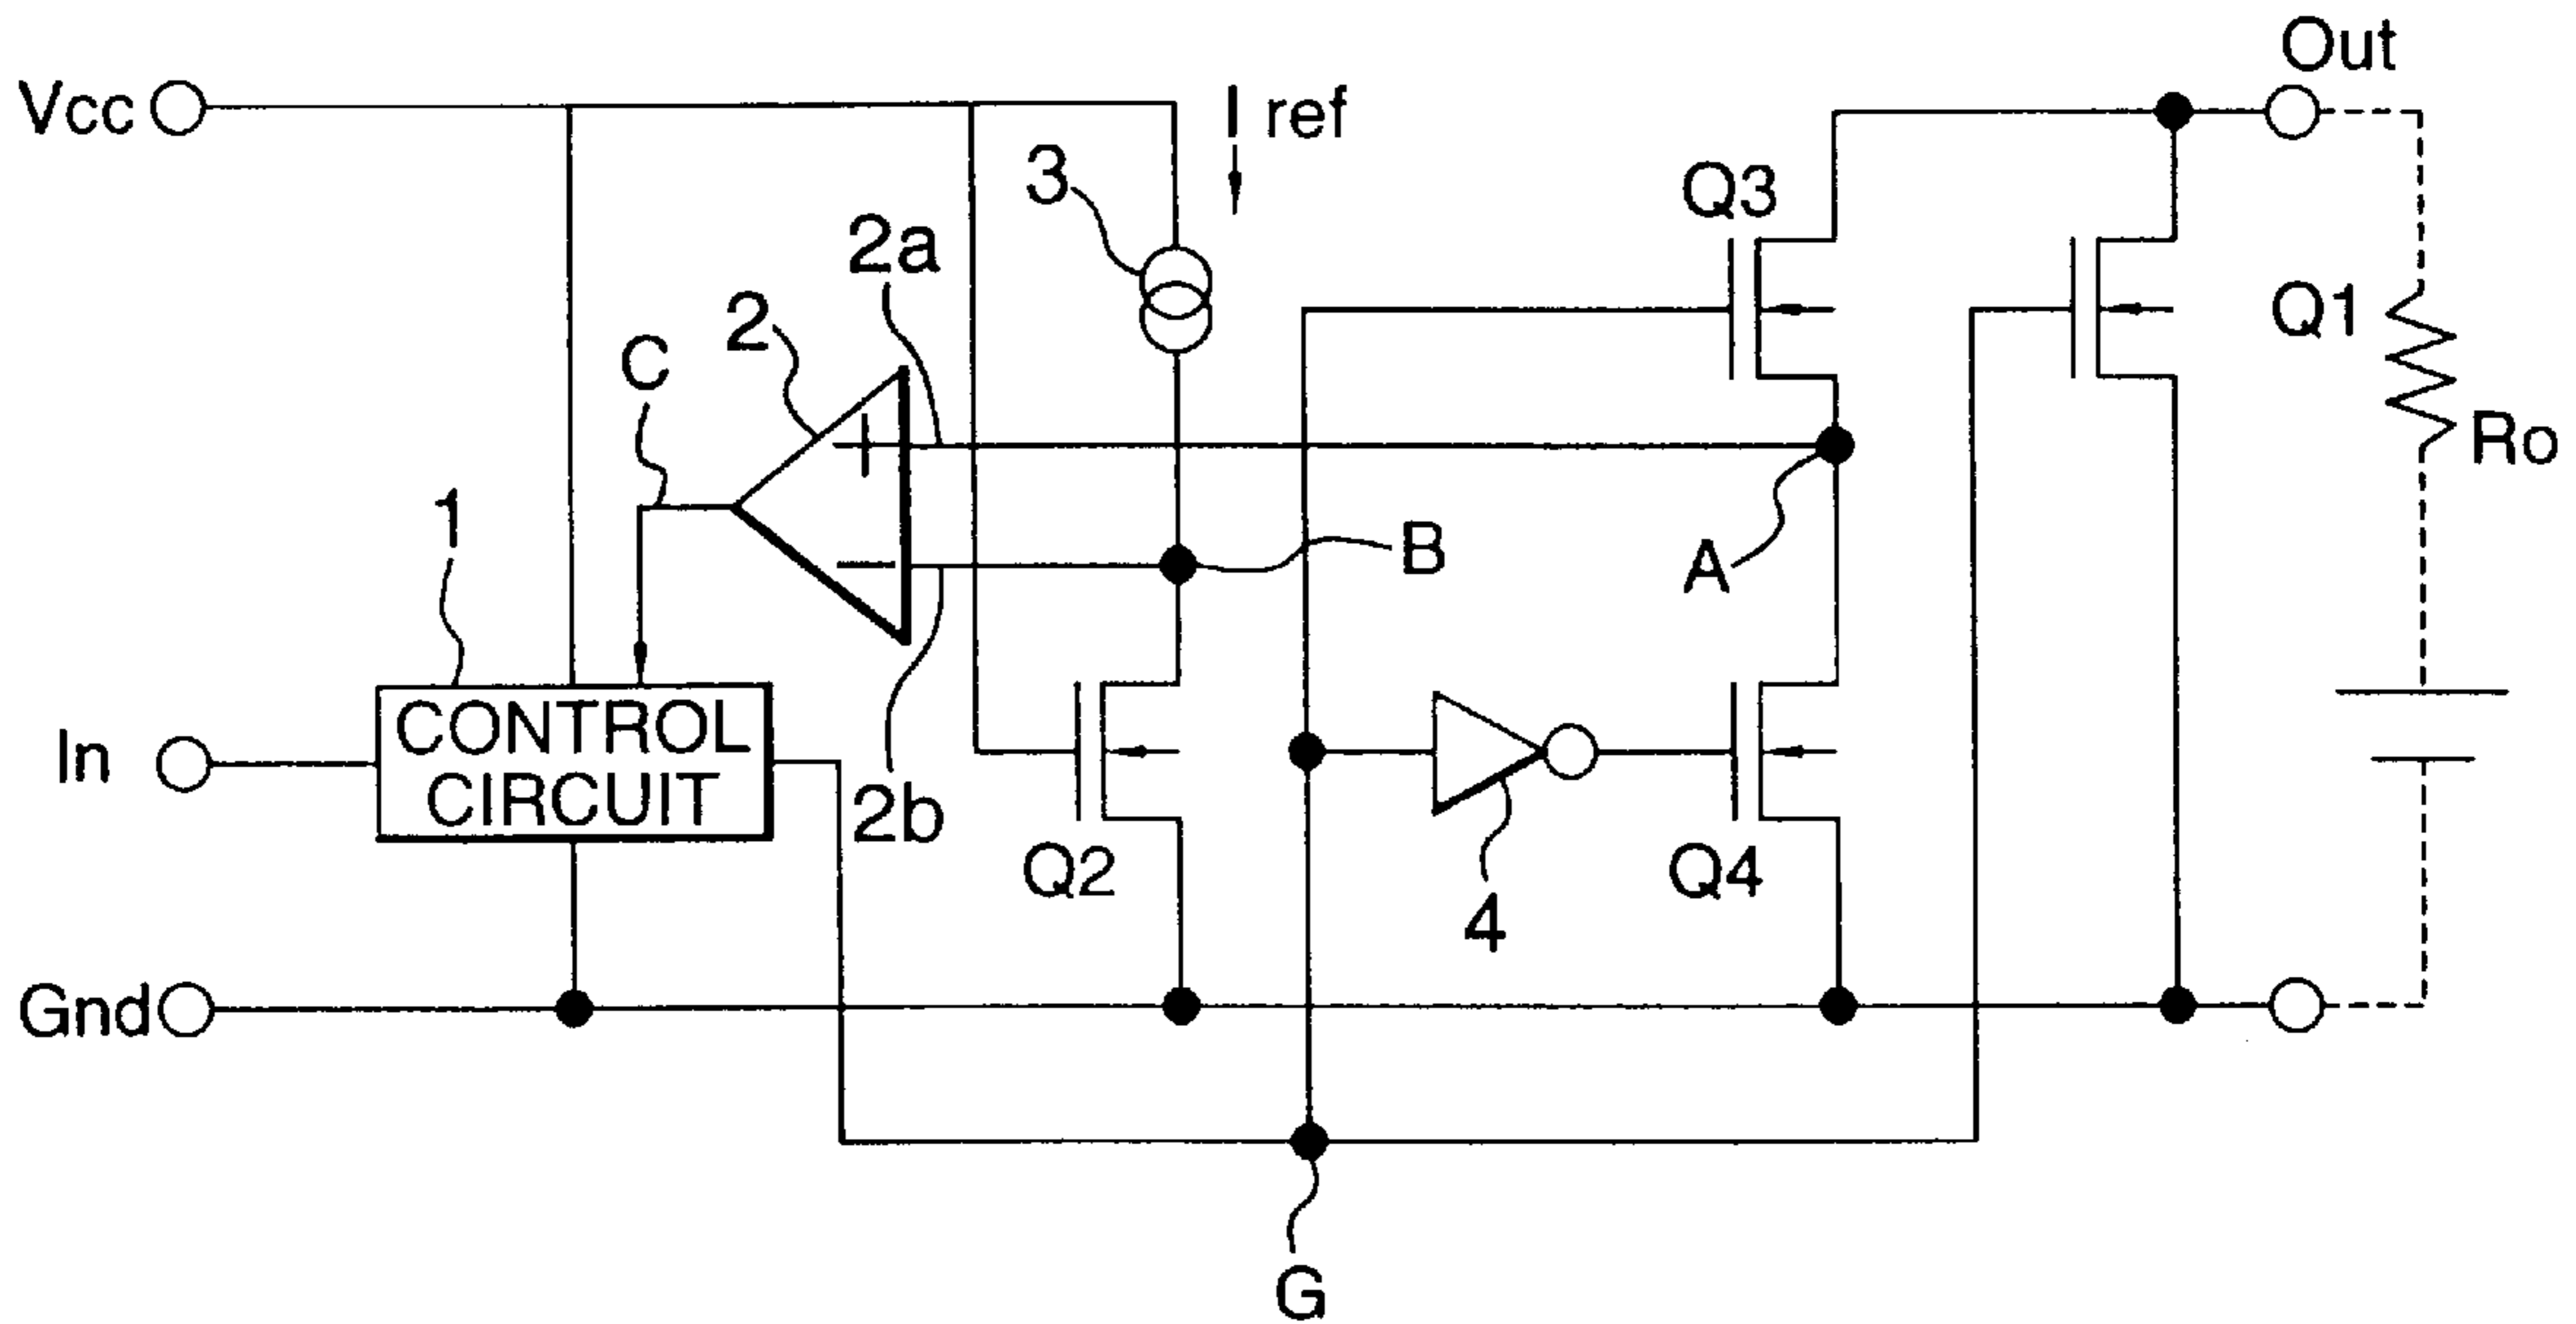 Out
Vcc
I ref
3
Q3
2a
2
Q1
C
Ro
1
B
A
CONTROL
CIRCUIT
In
2b
Q2
Q4
4
Gnd
G